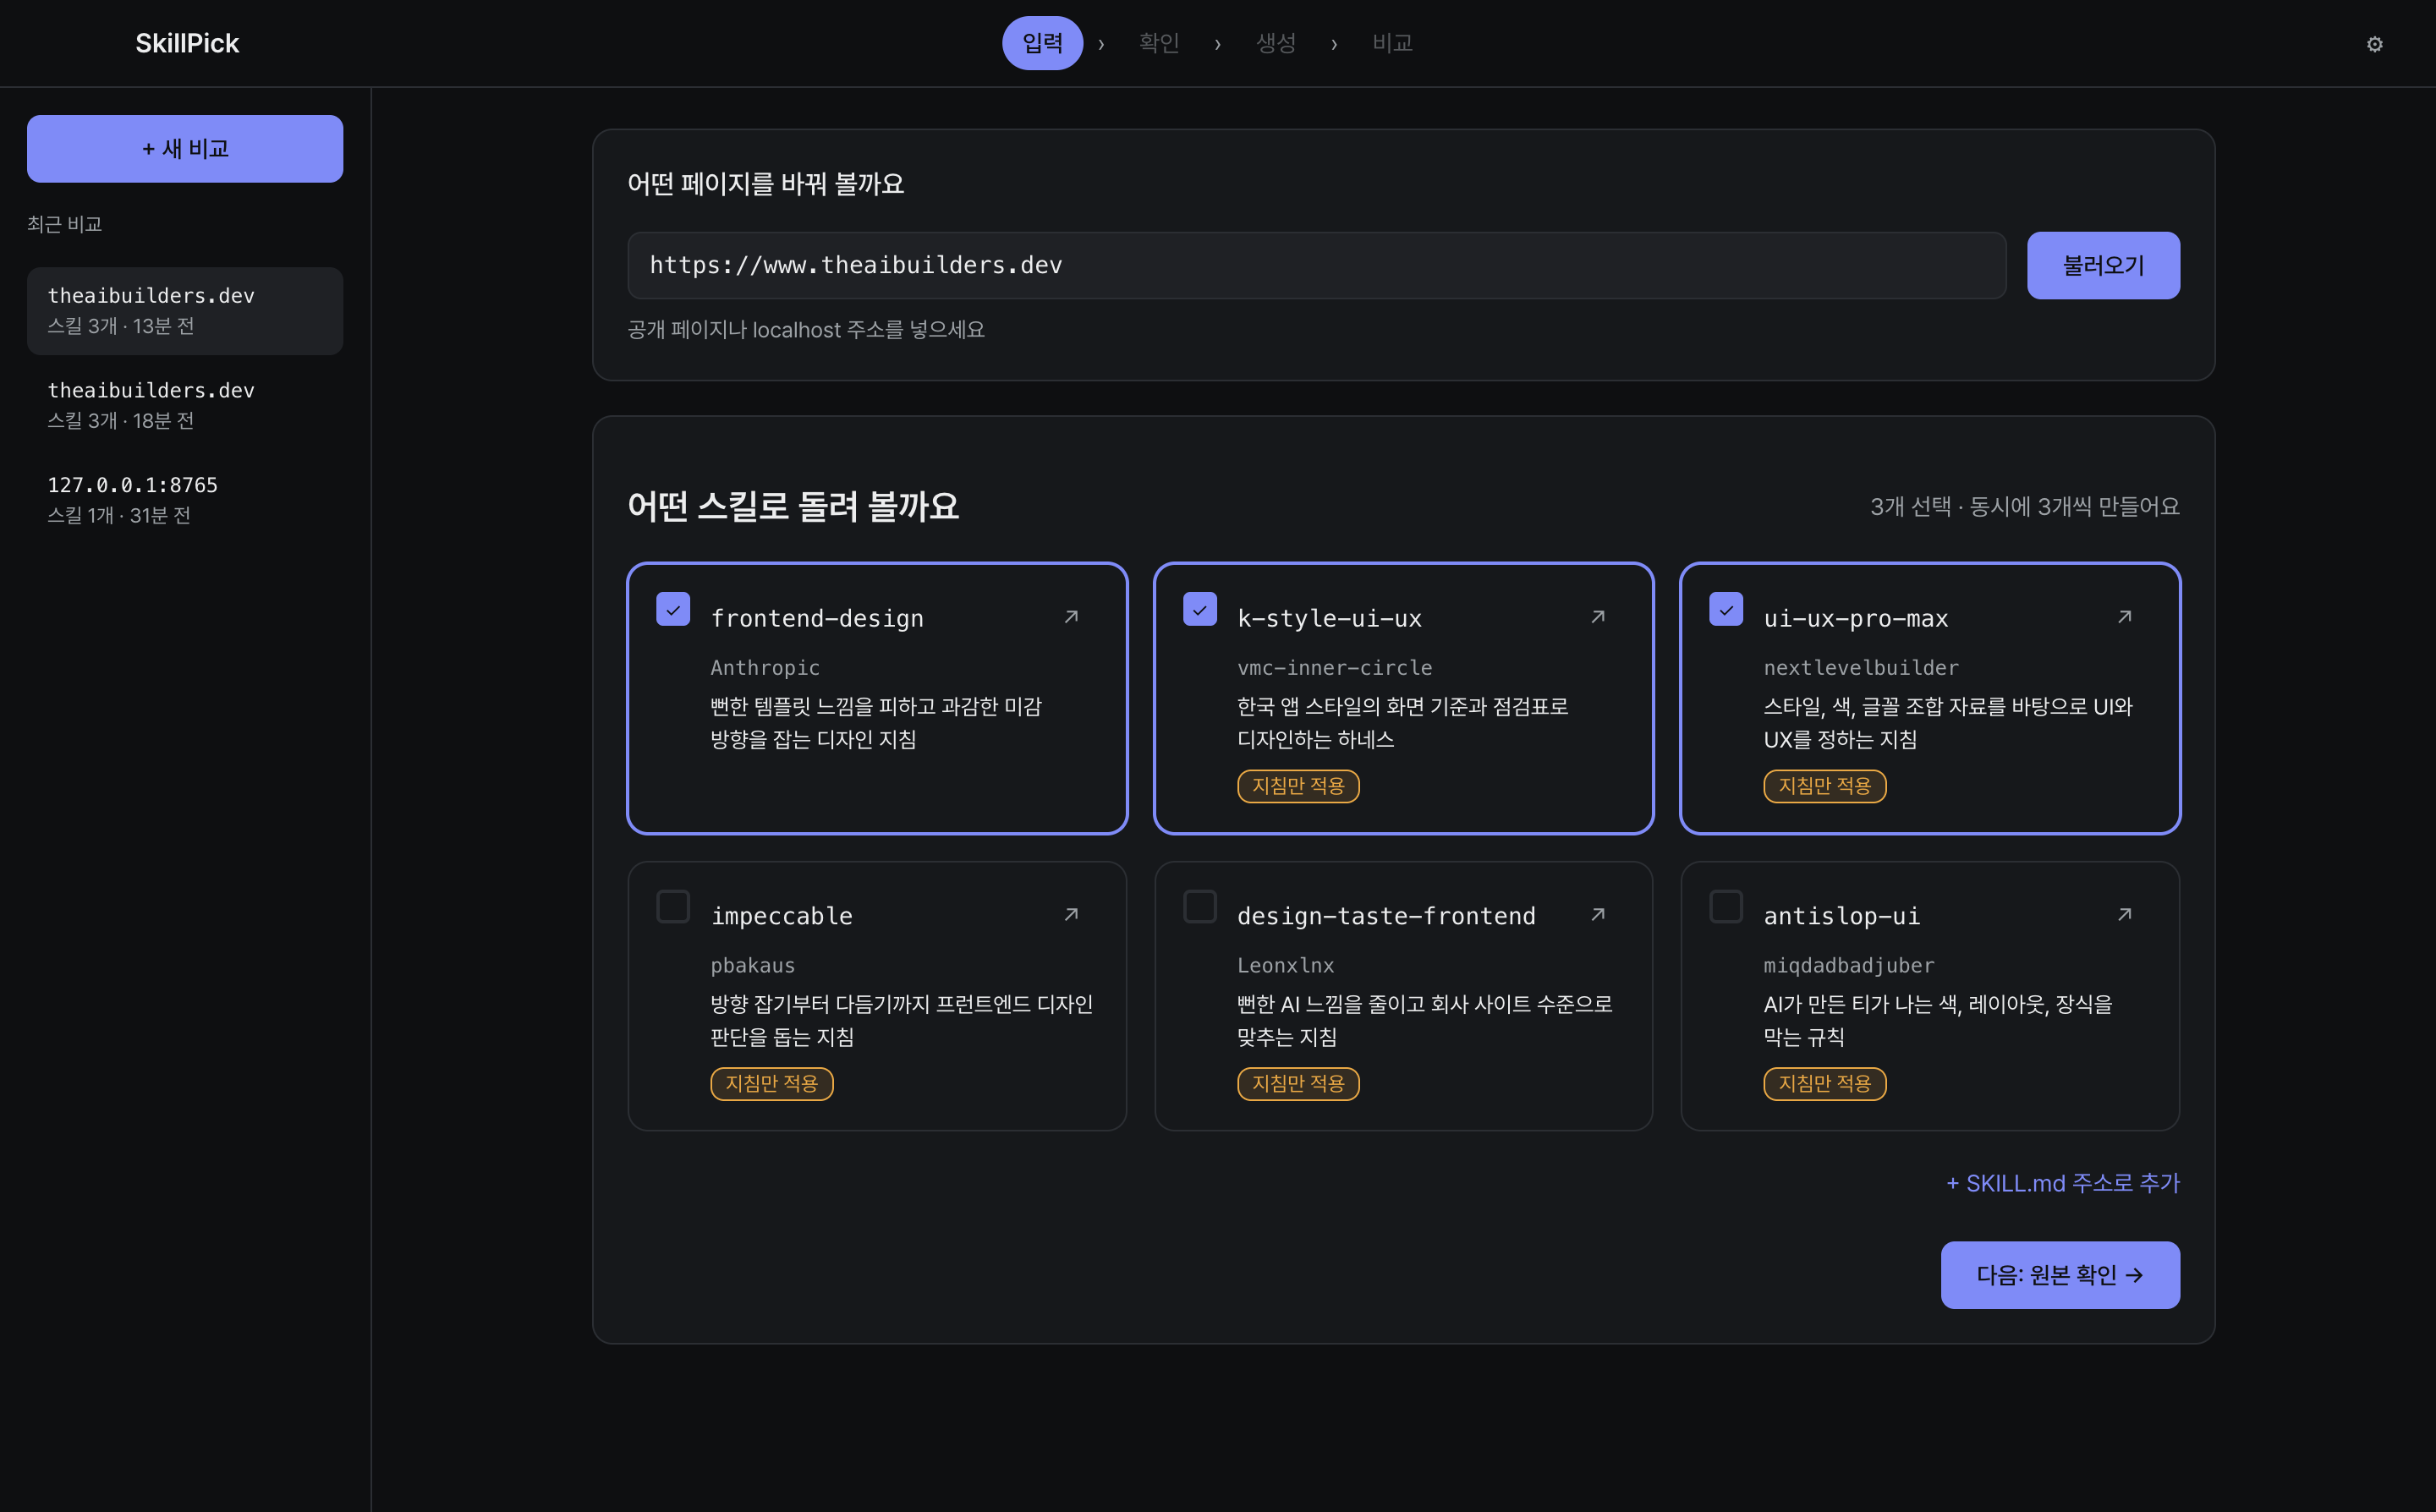 SkillPick
입력 › 확인 › 생성 › 비교
⚙
+ 새 비교
최근 비교
theaibuilders.dev
스킬 3개 · 13분 전
theaibuilders.dev
스킬 3개 · 18분 전
127.0.0.1:8765
스킬 1개 · 31분 전
어떤 페이지를 바꿔 볼까요
https://www.theaibuilders.dev
불러오기
공개 페이지나 localhost 주소를 넣으세요
어떤 스킬로 돌려 볼까요
3개 선택 · 동시에 3개씩 만들어요
frontend-design ↗
Anthropic
뻔한 템플릿 느낌을 피하고 과감한 미감
방향을 잡는 디자인 지침
k-style-ui-ux ↗
vmc-inner-circle
한국 앱 스타일의 화면 기준과 점검표로
디자인하는 하네스
지침만 적용
ui-ux-pro-max ↗
nextlevelbuilder
스타일, 색, 글꼴 조합 자료를 바탕으로 UI와
UX를 정하는 지침
지침만 적용
impeccable ↗
pbakaus
방향 잡기부터 다듬기까지 프런트엔드 디자인
판단을 돕는 지침
지침만 적용
design-taste-frontend ↗
Leonxlnx
뻔한 AI 느낌을 줄이고 회사 사이트 수준으로
맞추는 지침
지침만 적용
antislop-ui ↗
miqdadbadjuber
AI가 만든 티가 나는 색, 레이아웃, 장식을
막는 규칙
지침만 적용
+ SKILL.md 주소로 추가
다음: 원본 확인 →